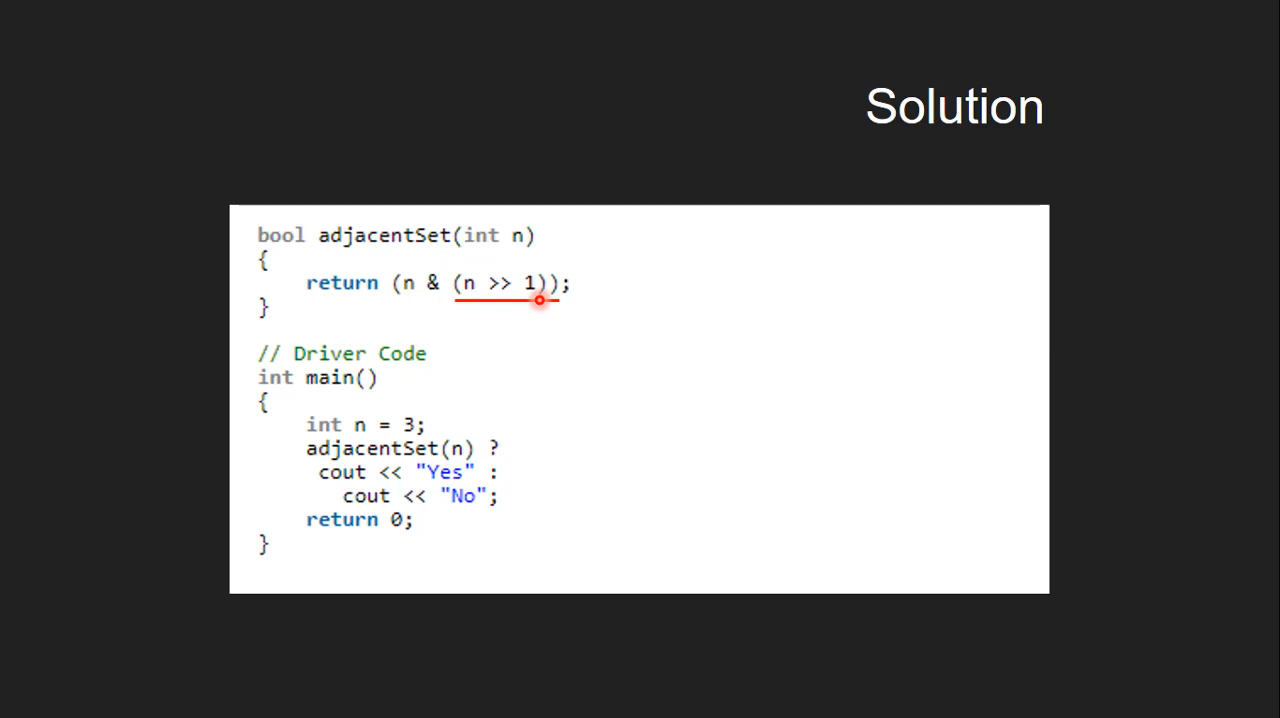 Solution
bool adjacentSet(int n)
{
    return (n & (n >> 1));
}
// Driver Code
int main()
{
    int n = 3;
    adjacentSet(n) ?
     cout << "Yes" :
       cout << "No";
    return 0;
}